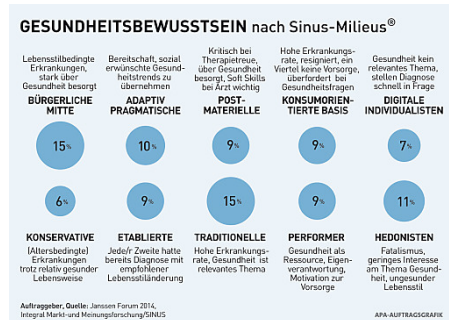 GESUNDHEITSBEWUSSTSEIN nach Sinus-Milieus®
Lebensstilbedingte
Erkrankungen,
stark über
Gesundheit besorgt
BÜRGERLICHE
MITTE
15%
Bereitschaft, sozial
erwünschte Gesund-
heitstrends zu
übernehmen
ADAPTIV
PRAGMATISCHE
10%
Kritisch bei
Therapietreue,
über Gesundheit
besorgt, Soft Skills
bei Arzt wichtig
POST-
MATERIELLE
9%
Hohe Erkrankungs-
rate, resigniert, ein
Viertel keine Vorsorge,
überfordert bei
Gesundheitsfragen
KONSUMORIEN-
TIERTE BASIS
9%
Gesundheit kein
relevantes Thema,
stellen Diagnose
schnell in Frage
DIGITALE
INDIVIDUALISTEN
7%
6%
KONSERVATIVE
(Altersbedingte)
Erkrankungen
trotz relativ gesunder
Lebensweise
9%
ETABLIERTE
Jede/r Zweite hatte
bereits Diagnose mit
empfohlener
Lebensstiländerung
15%
TRADITIONELLE
Hohe Erkrankungs-
rate, Gesundheit ist
relevantes Thema
9%
PERFORMER
Gesundheit als
Ressource, Eigen-
verantwortung,
Motivation zur
Vorsorge
11%
HEDONISTEN
Fatalismus,
geringes Interesse
am Thema Gesund-
heit, ungesunder
Lebensstil
Auftraggeber, Quelle: Janssen Forum 2014,
Integral Markt-und Meinungsforschung/SINUS
APA-AUFTRAGSGRAFIK